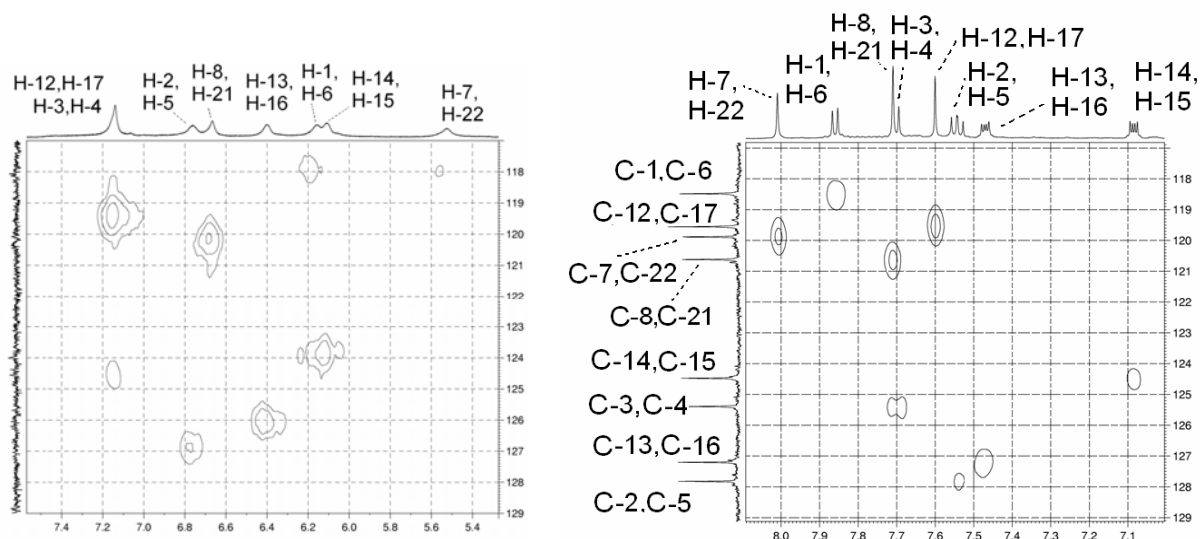 H-12,H-17
H-3,H-4
H-2,
H-5
H-8,
H-21
H-13,
H-16
H-1,
H-6
H-14,
H-15
H-7,
H-22
118
119
120
121
122
123
124
125
126
127
128
129
7.4 7.2 7.0 6.8 6.6 6.4 6.2 6.0 5.8 5.6 5.4
H-7,
H-22
H-1,
H-6
H-8,
H-21
H-3,
H-4
H-12,H-17
H-2,
H-5
H-13,
H-16
H-14,
H-15
C-1,C-6
C-12,C-17
C-7,C-22
C-8,C-21
C-14,C-15
C-3,C-4
C-13,C-16
C-2,C-5
118
119
120
121
122
123
124
125
126
127
128
129
8.0 7.9 7.8 7.7 7.6 7.5 7.4 7.3 7.2 7.1